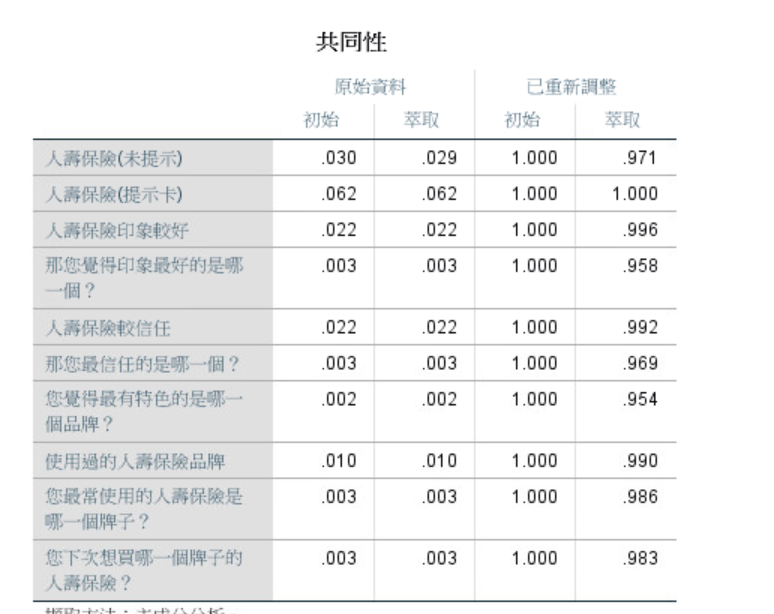 共同性
原始資料 已重新調整
初始 萃取 初始 萃取
人壽保險(未提示) .030 .029 1.000 .971
人壽保險(提示卡) .062 .062 1.000 1.000
人壽保險印象較好 .022 .022 1.000 .996
那您覺得印象最好的是哪 .003 .003 1.000 .958
一個？
人壽保險較信任 .022 .022 1.000 .992
那您最信任的是哪一個？ .003 .003 1.000 .969
您覺得最有特色的是哪一 .002 .002 1.000 .954
個品牌？
使用過的人壽保險品牌 .010 .010 1.000 .990
您最常使用的人壽保險是 .003 .003 1.000 .986
哪一個牌子？
您下次想買哪一個牌子的 .003 .003 1.000 .983
人壽保險？